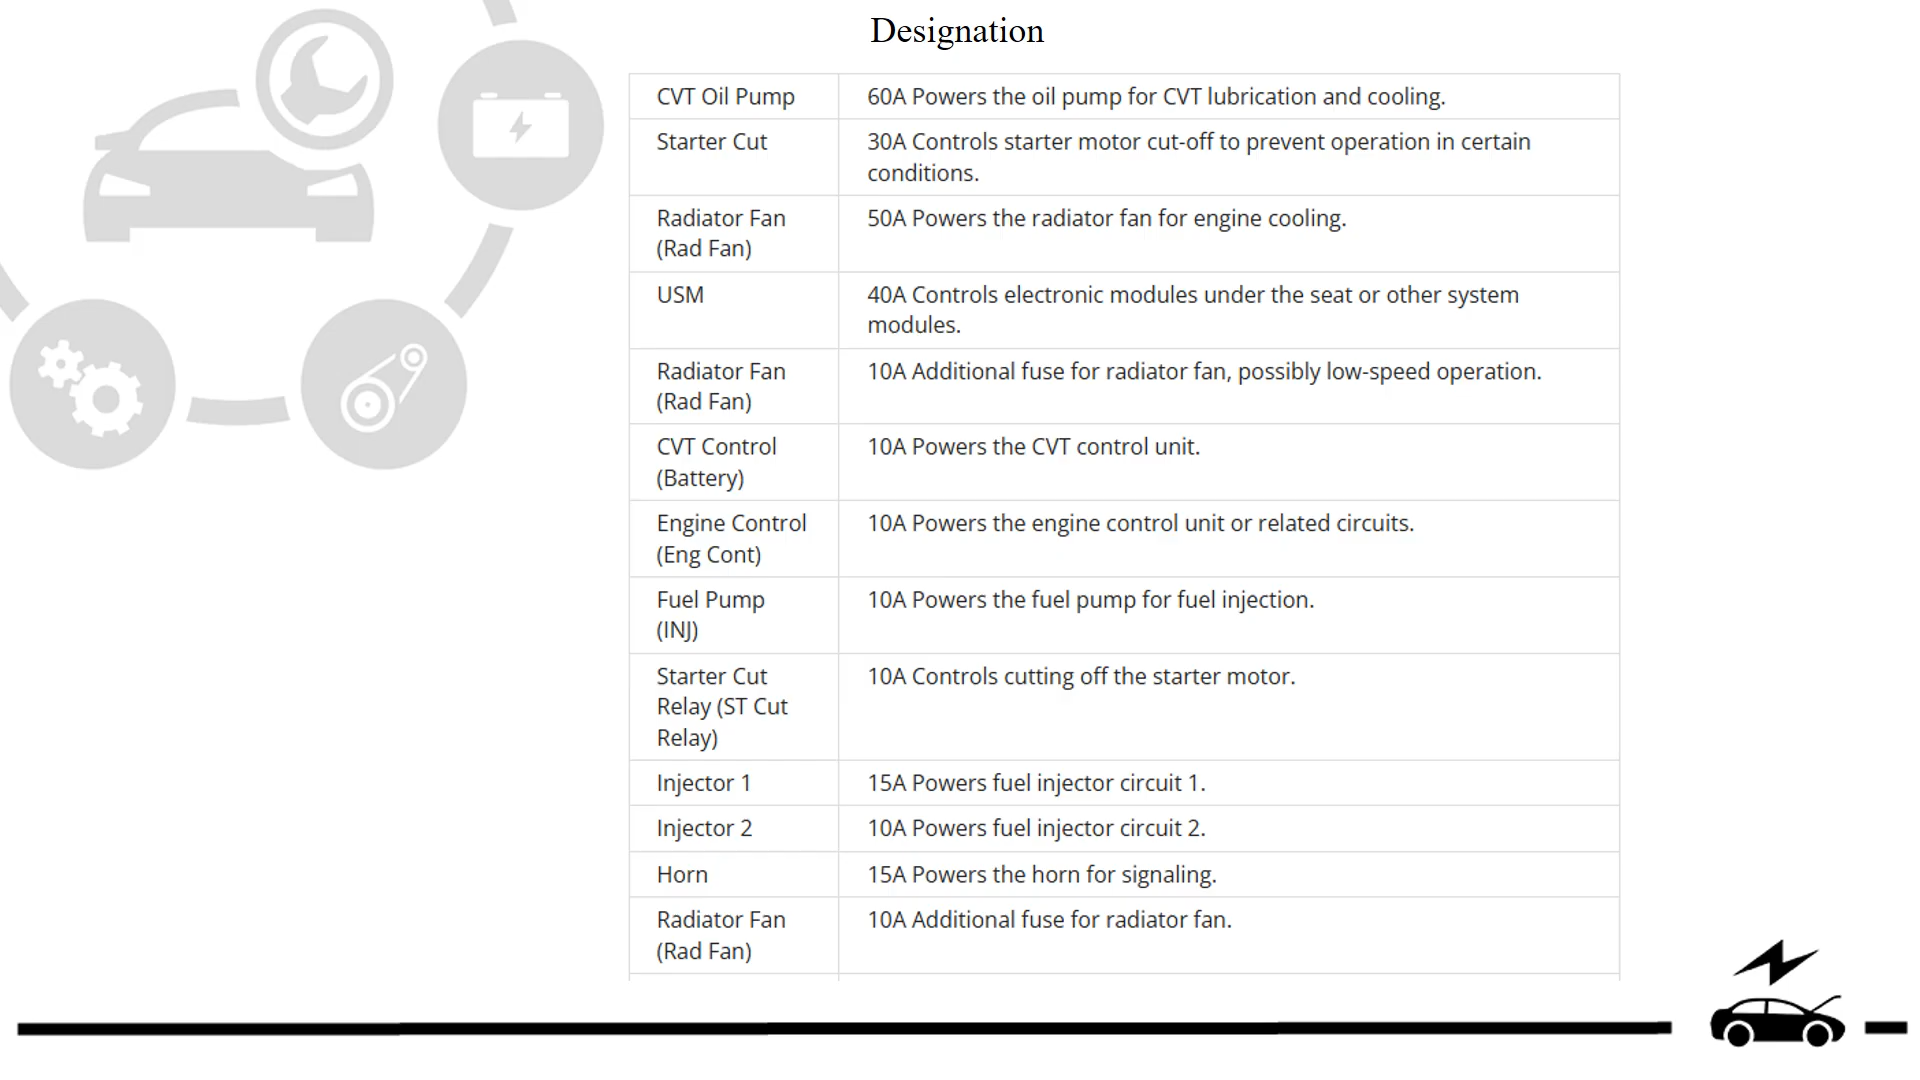 Designation
CVT Oil Pump
60A Powers the oil pump for CVT lubrication and cooling.
Starter Cut
30A Controls starter motor cut-off to prevent operation in certain
conditions.
Radiator Fan
(Rad Fan)
50A Powers the radiator fan for engine cooling.
USM
40A Controls electronic modules under the seat or other system
modules.
Radiator Fan
(Rad Fan)
10A Additional fuse for radiator fan, possibly low-speed operation.
CVT Control
(Battery)
10A Powers the CVT control unit.
Engine Control
(Eng Cont)
10A Powers the engine control unit or related circuits.
Fuel Pump
(INJ)
10A Powers the fuel pump for fuel injection.
Starter Cut
Relay (ST Cut
Relay)
10A Controls cutting off the starter motor.
Injector 1
15A Powers fuel injector circuit 1.
Injector 2
10A Powers fuel injector circuit 2.
Horn
15A Powers the horn for signaling.
Radiator Fan
(Rad Fan)
10A Additional fuse for radiator fan.